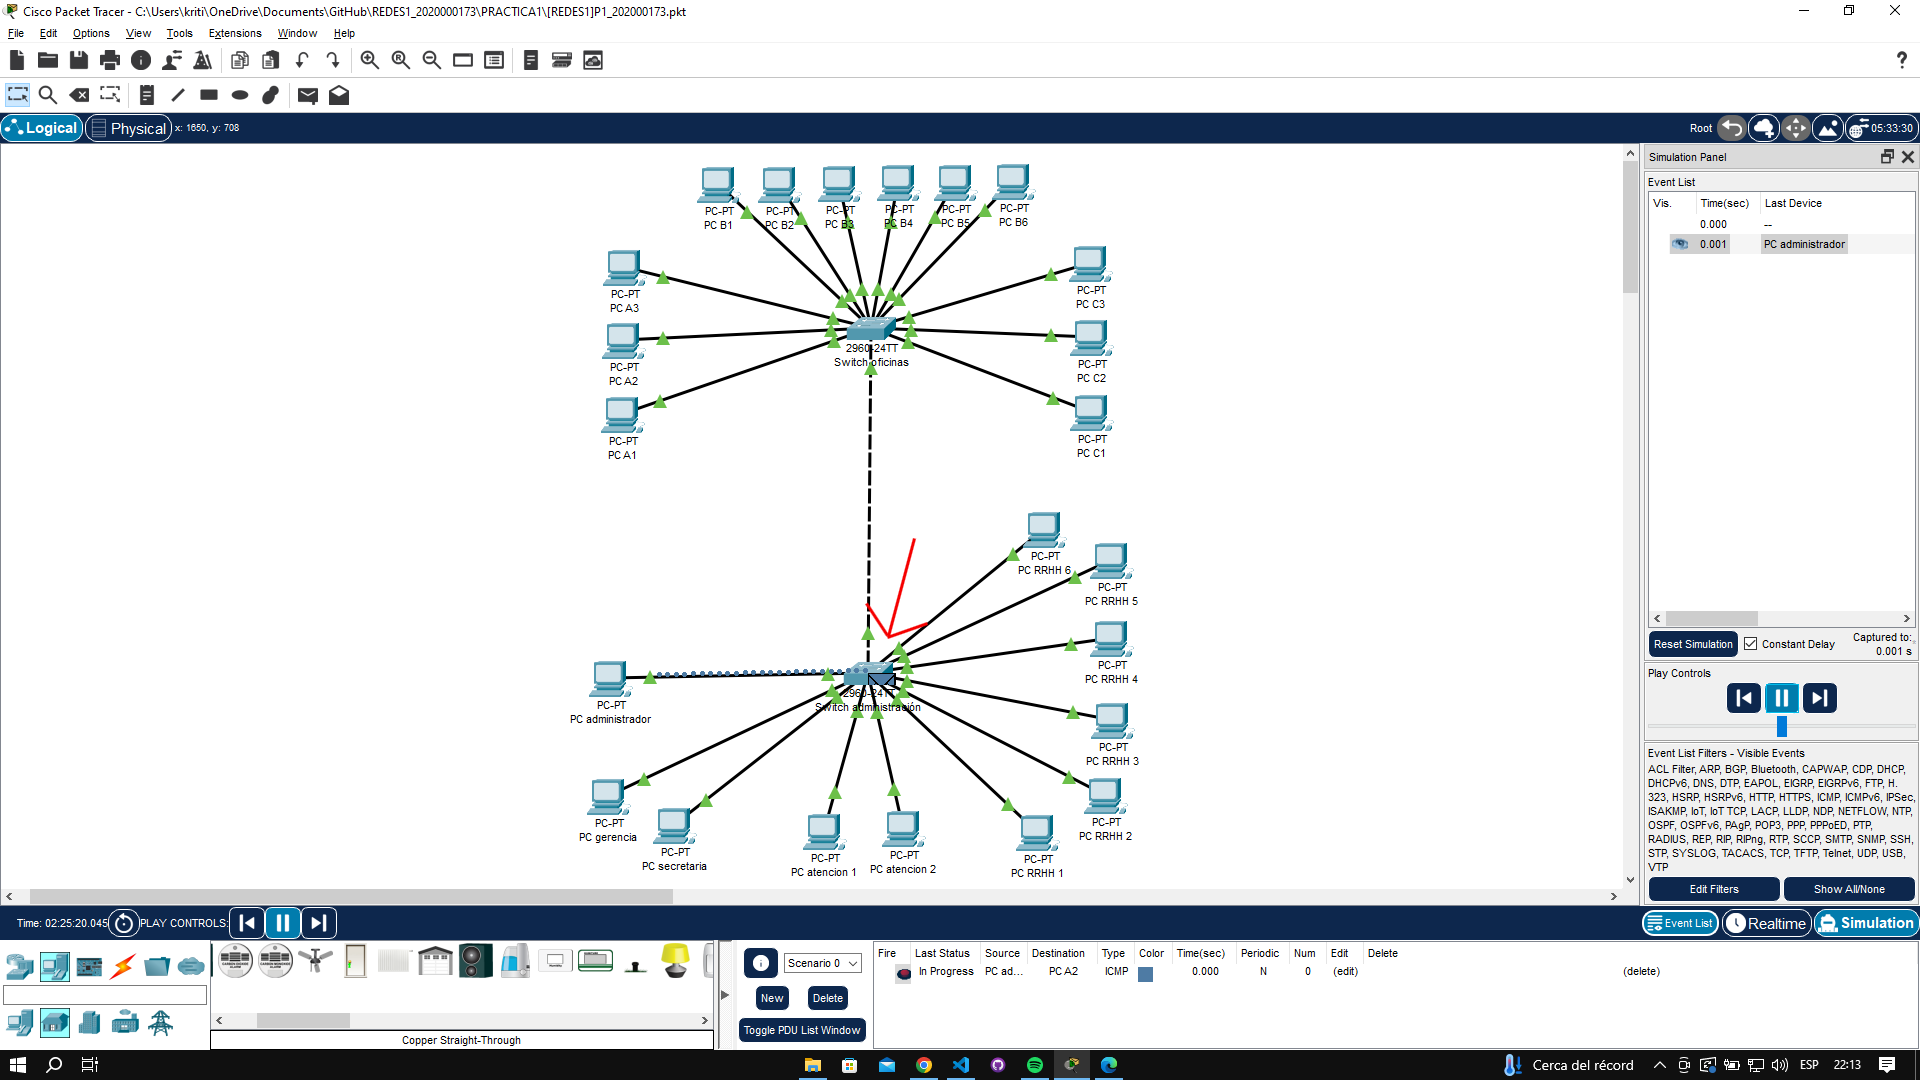 Cisco Packet Tracer - C:\Users\kriti\OneDrive\Documents\GitHub\REDES1_2020000173\PRACTICA1\[REDES1]P1_202000173.pkt
File Edit Options View Tools Extensions Window Help
Logical Physical x: 1650, y: 708 Root 05:33:30
PC-PT
PC B1
PC-PT
PC B2
PC-PT
PC B3
PC-PT
PC B4
PC-PT
PC B5
PC-PT
PC B6
PC-PT
PC A3
PC-PT
PC A2
PC-PT
PC A1
PC-PT
PC C3
PC-PT
PC C2
PC-PT
PC C1
2960-24TT
Switch oficinas
PC-PT
PC RRHH 6
PC-PT
PC RRHH 5
PC-PT
PC RRHH 4
PC-PT
PC RRHH 3
PC-PT
PC RRHH 2
PC-PT
PC RRHH 1
2960-24TT
Switch administración
PC-PT
PC administrador
PC-PT
PC gerencia
PC-PT
PC secretaria
PC-PT
PC atencion 1
PC-PT
PC atencion 2
Simulation Panel
Event List
Vis. Time(sec) Last Device
0.000 --
0.001 PC administrador
Reset Simulation Constant Delay Captured to:
0.001 s
Play Controls
Event List Filters - Visible Events
ACL Filter, ARP, BGP, Bluetooth, CAPWAP, CDP, DHCP,
DHCPv6, DNS, DTP, EAPOL, EIGRP, EIGRPv6, FTP, H.
323, HSRP, HSRPv6, HTTP, HTTPS, ICMP, ICMPv6, IPSec,
ISAKMP, IoT, IoT TCP, LACP, LLDP, NDP, NETFLOW, NTP,
OSPF, OSPFv6, PAgP, POP3, PPP, PPPoED, PTP,
RADIUS, REP, RIP, RIPng, RTP, SCCP, SMTP, SNMP, SSH,
STP, SYSLOG, TACACS, TCP, TFTP, Telnet, UDP, USB,
VTP
Edit Filters Show All/None
Time: 02:25:20.045 PLAY CONTROLS: Event List Realtime Simulation
Scenario 0
New Delete
Toggle PDU List Window
Fire Last Status Source Destination Type Color Time(sec) Periodic Num Edit Delete
In Progress PC ad... PC A2 ICMP 0.000 N 0 (edit) (delete)
Copper Straight-Through
Cerca del récord ESP 22:13